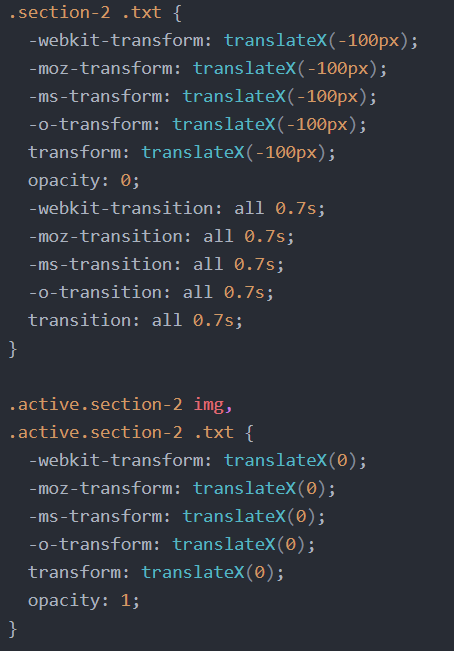 .section-2 .txt {
  -webkit-transform: translateX(-100px);
  -moz-transform: translateX(-100px);
  -ms-transform: translateX(-100px);
  -o-transform: translateX(-100px);
  transform: translateX(-100px);
  opacity: 0;
  -webkit-transition: all 0.7s;
  -moz-transition: all 0.7s;
  -ms-transition: all 0.7s;
  -o-transition: all 0.7s;
  transition: all 0.7s;
}

.active.section-2 img,
.active.section-2 .txt {
  -webkit-transform: translateX(0);
  -moz-transform: translateX(0);
  -ms-transform: translateX(0);
  -o-transform: translateX(0);
  transform: translateX(0);
  opacity: 1;
}